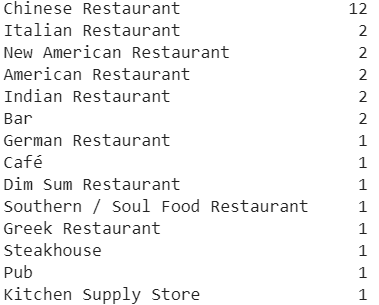 Chinese Restaurant 12
Italian Restaurant 2
New American Restaurant 2
American Restaurant 2
Indian Restaurant 2
Bar 2
German Restaurant 1
Café 1
Dim Sum Restaurant 1
Southern / Soul Food Restaurant 1
Greek Restaurant 1
Steakhouse 1
Pub 1
Kitchen Supply Store 1